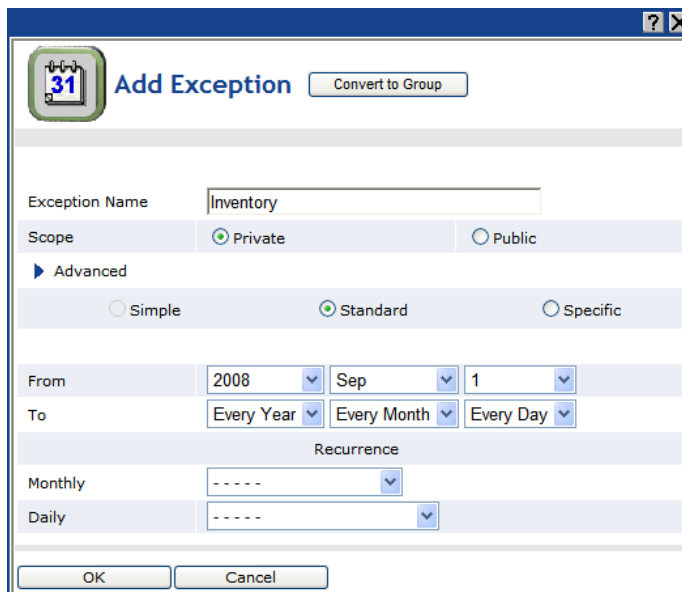 ?
31 Add Exception Convert to Group
Exception Name Inventory
Scope Private Public
Advanced
Simple Standard Specific
From 2008 Sep 1
To Every Year Every Month Every Day
Recurrence
Monthly - - - - -
Daily - - - - -
OK Cancel